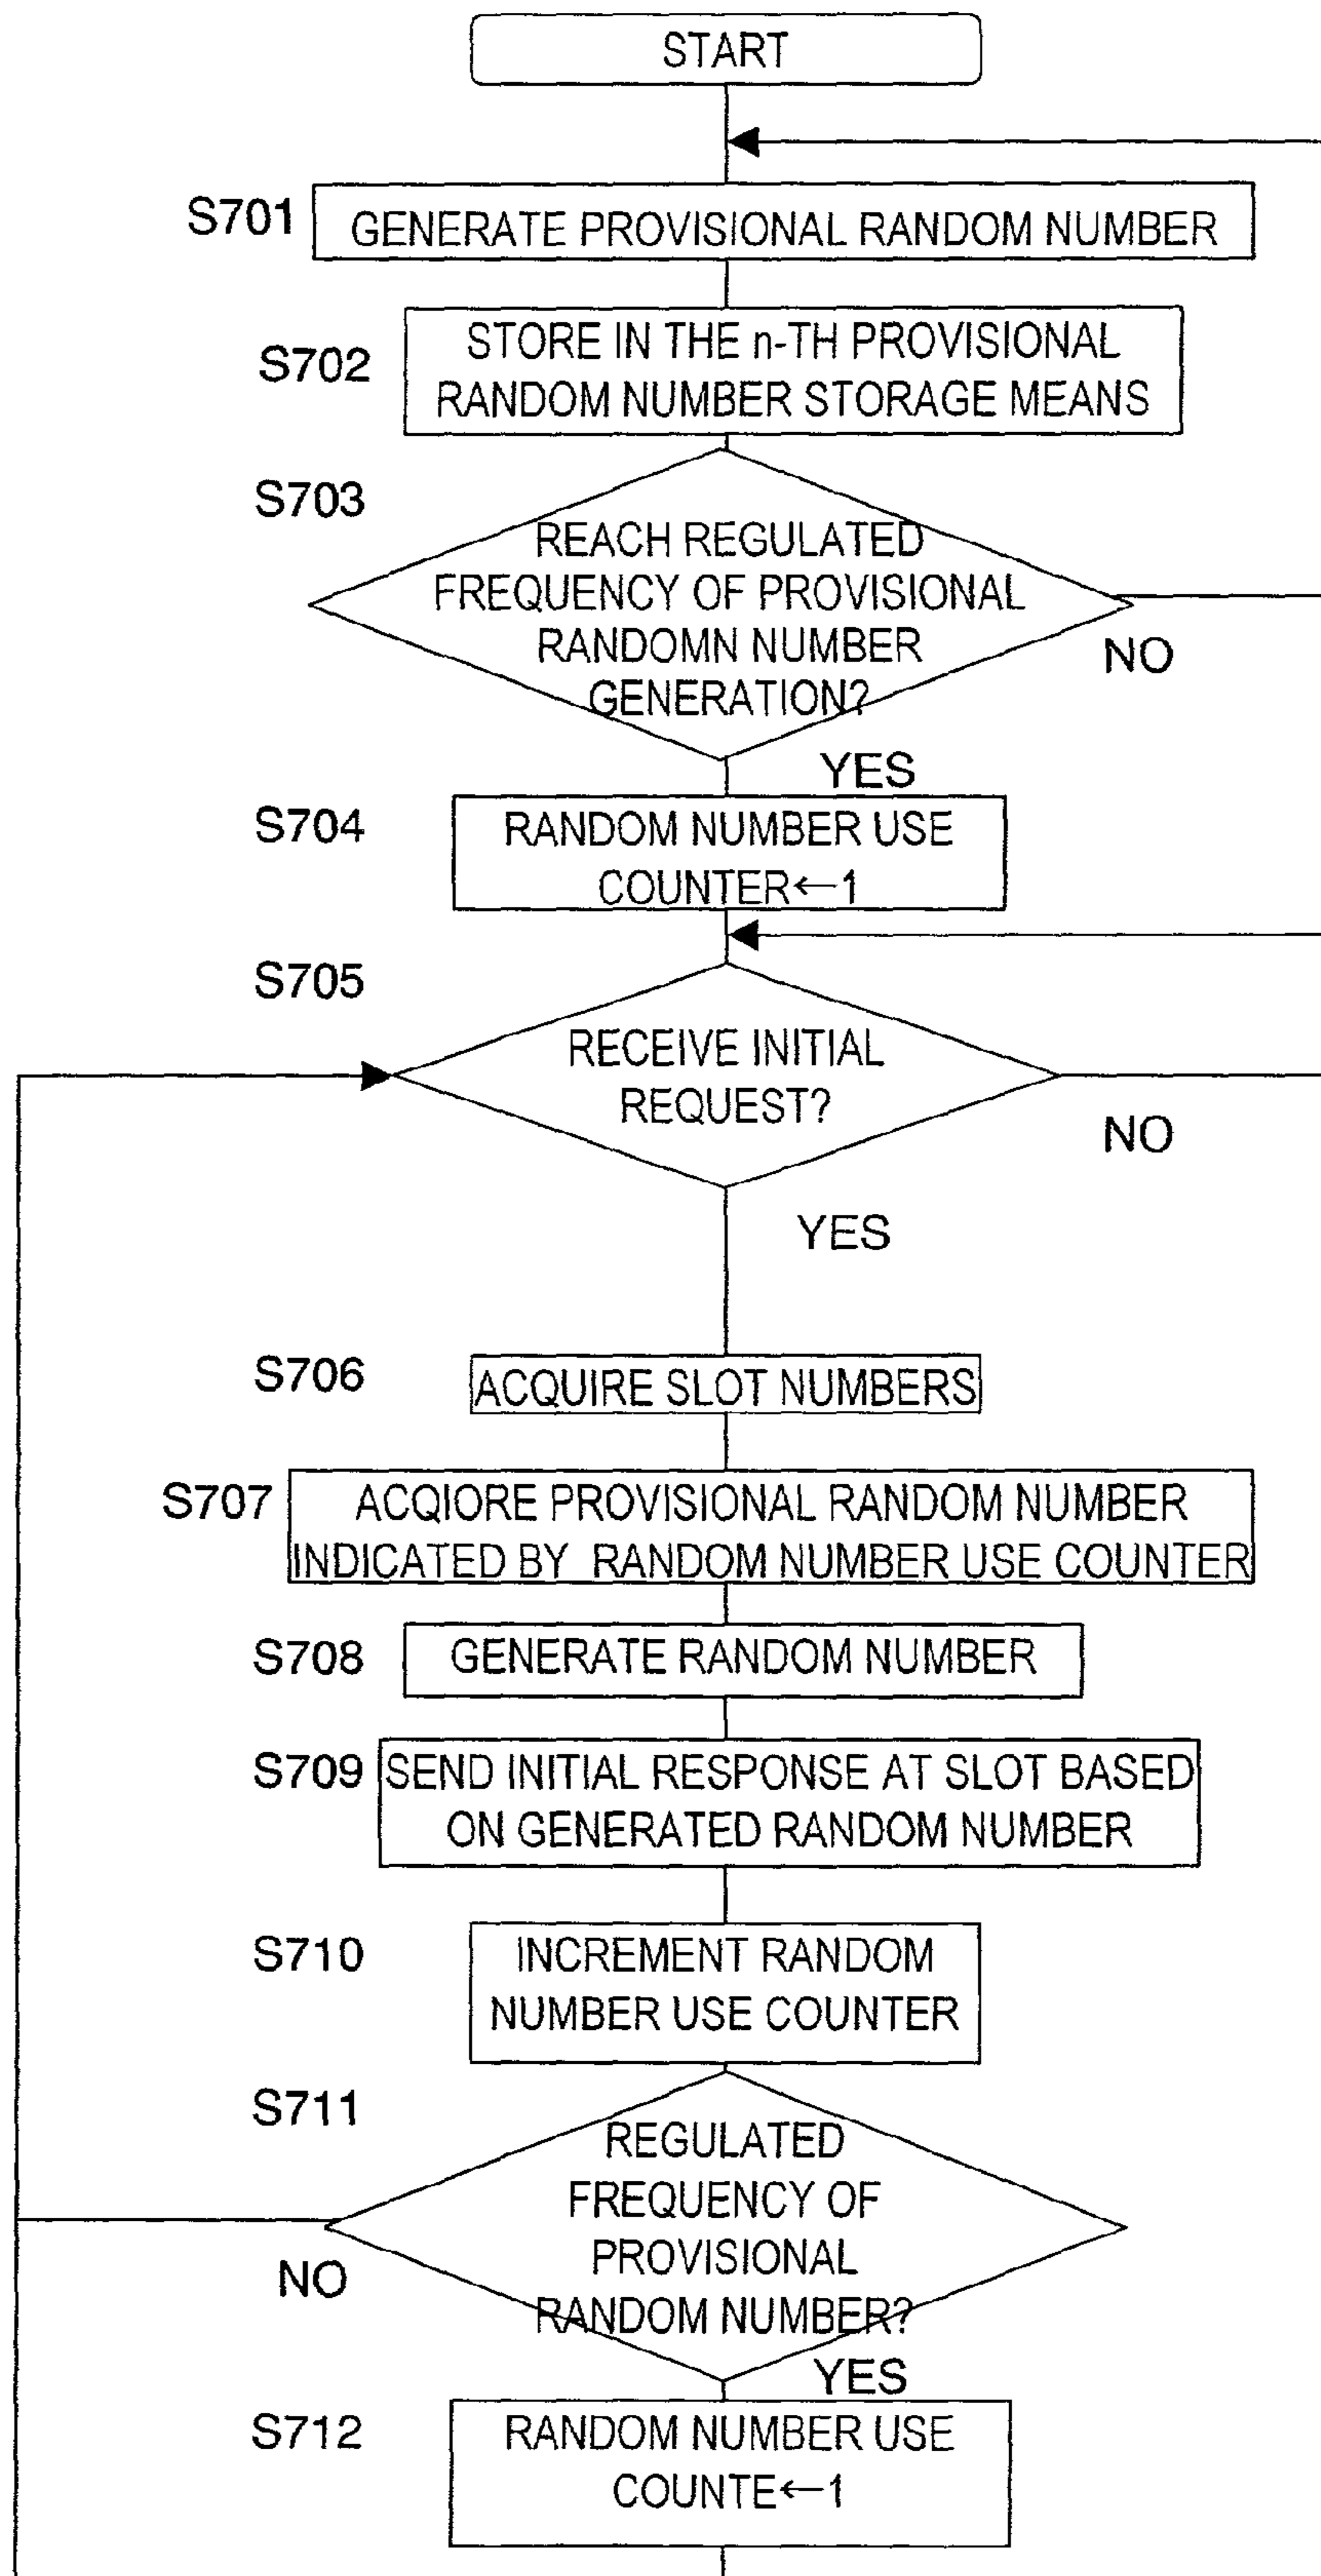 START
S701
GENERATE PROVISIONAL RANDOM NUMBER
S702
STORE IN THE n-TH PROVISIONAL
RANDOM NUMBER STORAGE MEANS
S703
REACH REGULATED
FREQUENCY OF PROVISIONAL
RANDOMN NUMBER
GENERATION?
NO
YES
S704
RANDOM NUMBER USE
COUNTER←1
S705
RECEIVE INITIAL
REQUEST?
NO
YES
S706
ACQUIRE SLOT NUMBERS
S707
ACQIORE PROVISIONAL RANDOM NUMBER
INDICATED BY RANDOM NUMBER USE COUNTER
S708
GENERATE RANDOM NUMBER
S709
SEND INITIAL RESPONSE AT SLOT BASED
ON GENERATED RANDOM NUMBER
S710
INCREMENT RANDOM
NUMBER USE COUNTER
S711
REGULATED
FREQUENCY OF
PROVISIONAL
RANDOM NUMBER?
NO
YES
S712
RANDOM NUMBER USE
COUNTE←1